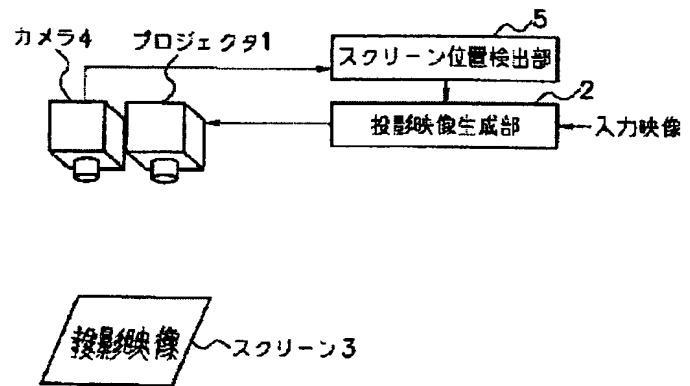 5
カメラ4
プロジェクタ1
スクリーン位置検出部
2
投影映像生成部
入力映像
投影映像
スクリーン3